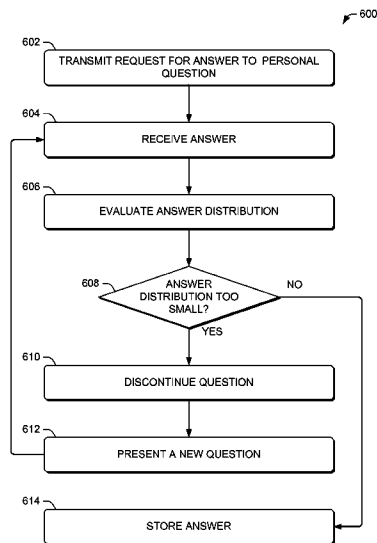 600
602
TRANSMIT REQUEST FOR ANSWER TO PERSONAL
QUESTION
604
RECEIVE ANSWER
606
EVALUATE ANSWER DISTRIBUTION
608
ANSWER
DISTRIBUTION TOO
SMALL?
NO
YES
610
DISCONTINUE QUESTION
612
PRESENT A NEW QUESTION
614
STORE ANSWER